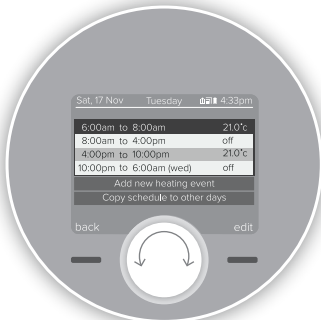 Sat, 17 Nov Tuesday 4:33pm
6:00am to 8:00am 21.0°c
8:00am to 4:00pm off
4:00pm to 10:00pm 21.0°c
10:00pm to 6:00am (wed) off
Add new heating event
Copy schedule to other days
back edit